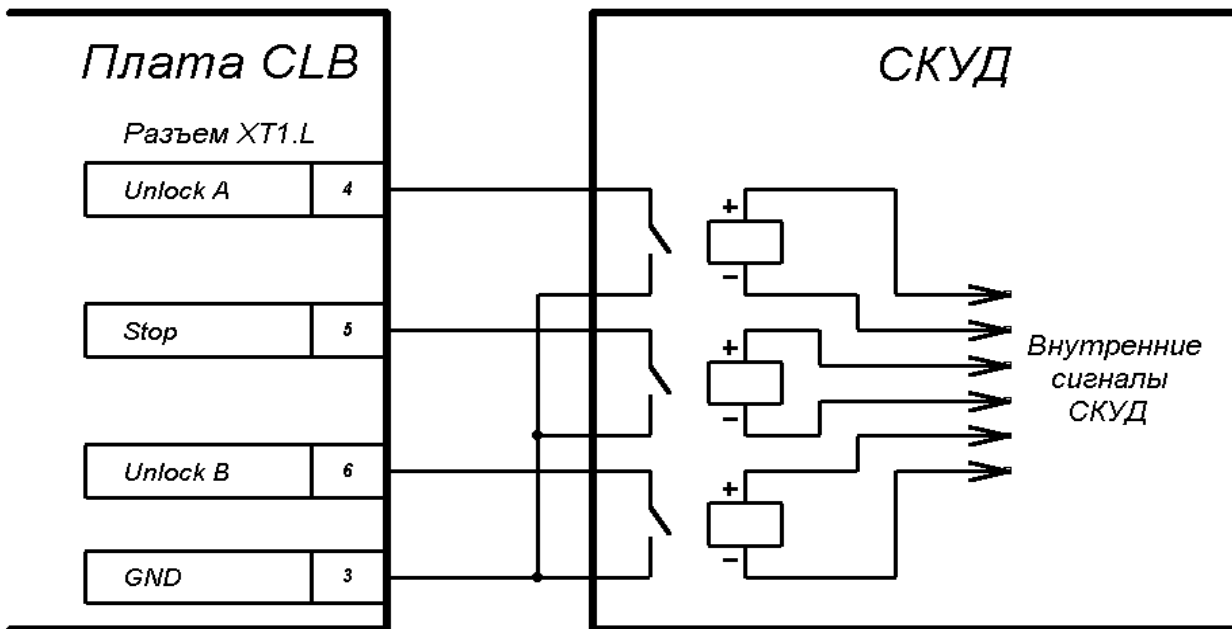 Плата CLB
СКУД
Разъем XT1.L
Unlock A 4
Stop 5
Unlock B 6
GND 3
+
−
+
−
+
−
Внутренние
сигналы
СКУД